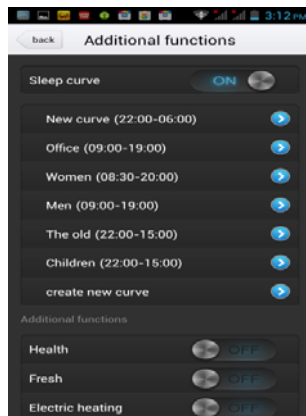 3:12 PM
back
Additional functions
Sleep curve
ON
New curve (22:00-06:00)
Office (09:00-19:00)
Women (08:30-20:00)
Men (09:00-19:00)
The old (22:00-15:00)
Children (22:00-15:00)
create new curve
Additional functions
Health
OFF
Fresh
OFF
Electric heating
OFF